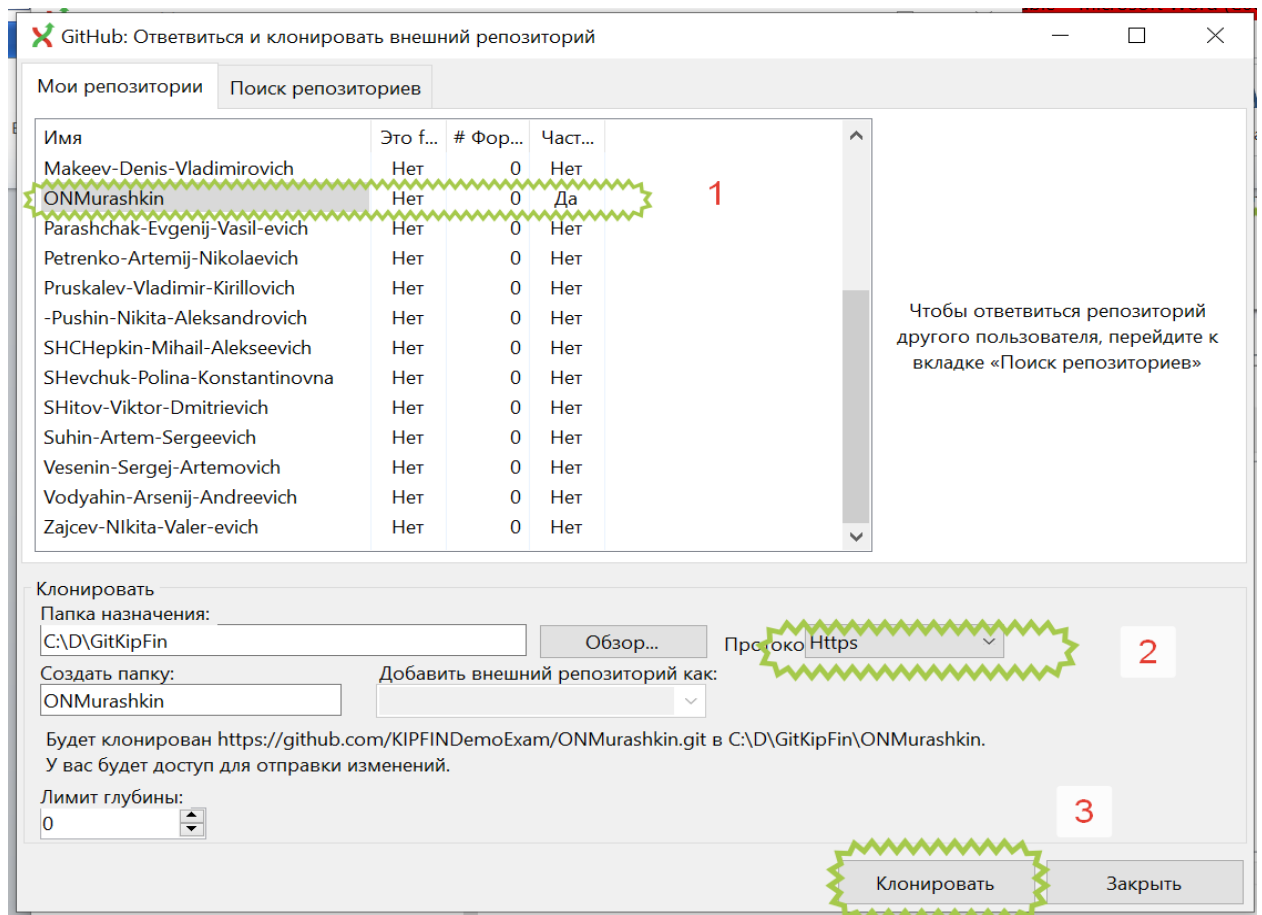 GitHub: Ответвиться и клонировать внешний репозиторий
Мои репозитории Поиск репозиториев
Имя Это f... # Фор... Част...
Makeev-Denis-Vladimirovich Нет 0 Нет
ONMurashkin Нет 0 Да 1
Parashchak-Evgenij-Vasil-evich Нет 0 Нет
Petrenko-Artemij-Nikolaevich Нет 0 Нет
Pruskalev-Vladimir-Kirillovich Нет 0 Нет
-Pushin-Nikita-Aleksandrovich Нет 0 Нет
SHCHepkin-Mihail-Alekseevich Нет 0 Нет
SHevchuk-Polina-Konstantinovna Нет 0 Нет
SHitov-Viktor-Dmitrievich Нет 0 Нет
Suhin-Artem-Sergeevich Нет 0 Нет
Vesenin-Sergej-Artemovich Нет 0 Нет
Vodyahin-Arsenij-Andreevich Нет 0 Нет
Zajcev-NIkita-Valer-evich Нет 0 Нет
Чтобы ответвиться репозиторий
другого пользователя, перейдите к
вкладке «Поиск репозиториев»
Клонировать
Папка назначения:
C:\D\GitKipFin Обзор... Протоко Https 2
Создать папку: Добавить внешний репозиторий как:
ONMurashkin
Будет клонирован https://github.com/KIPFINDemoExam/ONMurashkin.git в C:\D\GitKipFin\ONMurashkin.
У вас будет доступ для отправки изменений.
Лимит глубины:
0
3
Клонировать Закрыть